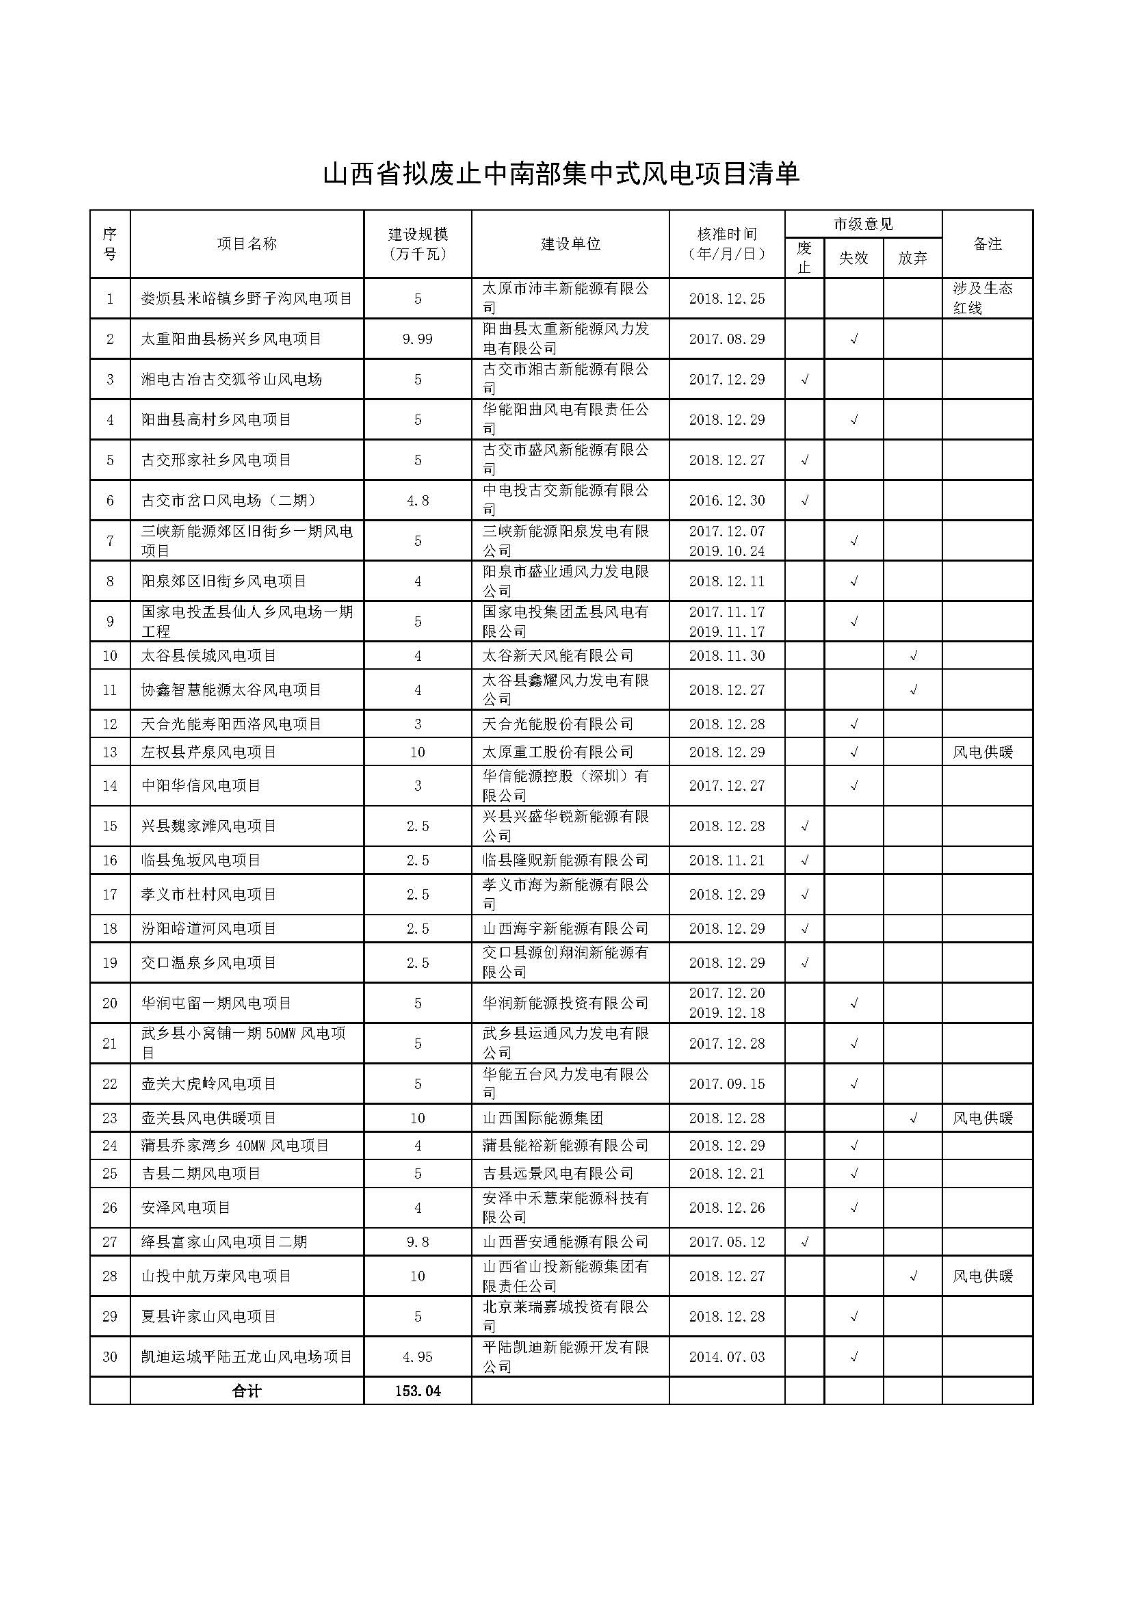 山西省拟废止中南部集中式风电项目清单
序号 项目名称 建设规模(万千瓦) 建设单位 核准时间(年/月/日) 市级意见 备注
废止 失效 放弃
1 娄烦县米峪镇乡野子沟风电项目 5 太原市沛丰新能源有限公司 2018.12.25 涉及生态红线
2 太重阳曲县杨兴乡风电项目 9.99 阳曲县太重新能源风力发电有限公司 2017.08.29 √
3 湘电古冶古交狐爷山风电场 5 古交市湘古新能源有限公司 2017.12.29 √
4 阳曲县高村乡风电项目 5 华能阳曲风电有限责任公司 2018.12.29 √
5 古交邢家社乡风电项目 5 古交市盛风新能源有限公司 2018.12.27 √
6 古交市岔口风电场（二期） 4.8 中电投古交新能源有限公司 2016.12.30 √
7 三峡新能源郊区旧街乡一期风电项目 5 三峡新能源阳泉发电有限公司 2017.12.07 2019.10.24 √
8 阳泉郊区旧街乡风电项目 4 阳泉市盛业通风力发电限公司 2018.12.11 √
9 国家电投孟县仙人乡风电场一期工程 5 国家电投集团孟县风电有限公司 2017.11.17 2019.11.17 √
10 太谷县侯城风电项目 4 太谷新天风能有限公司 2018.11.30 √
11 协鑫智慧能源太谷风电项目 4 太谷县鑫耀风力发电有限公司 2018.12.27 √
12 天合光能寿阳西洛风电项目 3 天合光能股份有限公司 2018.12.28 √
13 左权县芹泉风电项目 10 太原重工股份有限公司 2018.12.29 √ 风电供暖
14 中阳华信风电项目 3 华信能源控股（深圳）有限公司 2017.12.27 √
15 兴县魏家滩风电项目 2.5 兴县兴盛华锐新能源有限公司 2018.12.28 √
16 临县兔坂风电项目 2.5 临县隆贶新能源有限公司 2018.11.21 √
17 孝义市杜村风电项目 2.5 孝义市海为新能源有限公司 2018.12.29 √
18 汾阳峪道河风电项目 2.5 山西海宇新能源有限公司 2018.12.29 √
19 交口温泉乡风电项目 2.5 交口县源创翔润新能源有限公司 2018.12.29 √
20 华润屯留一期风电项目 5 华润新能源投资有限公司 2017.12.20 2019.12.18 √
21 武乡县小窝铺一期50MW风电项目 5 武乡县运通风力发电有限公司 2017.12.28 √
22 壶关大虎岭风电项目 5 华能五台风力发电有限公司 2017.09.15 √
23 壶关县风电供暖项目 10 山西国际能源集团 2018.12.28 √ 风电供暖
24 蒲县乔家湾乡40MW风电项目 4 蒲县能裕新能源有限公司 2018.12.29 √
25 吉县二期风电项目 5 吉县远景风电有限公司 2018.12.21 √
26 安泽风电项目 4 安泽中禾慧荣能源科技有限公司 2018.12.26 √
27 绛县富家山风电项目二期 9.8 山西晋安通能源有限公司 2017.05.12 √
28 山投中航万荣风电项目 10 山西省山投新能源集团有限责任公司 2018.12.27 √ 风电供暖
29 夏县许家山风电项目 5 北京莱瑞嘉城投资有限公司 2018.12.28 √
30 凯迪运城平陆五龙山风电场项目 4.95 平陆凯迪新能源开发有限公司 2014.07.03 √
合计 153.04